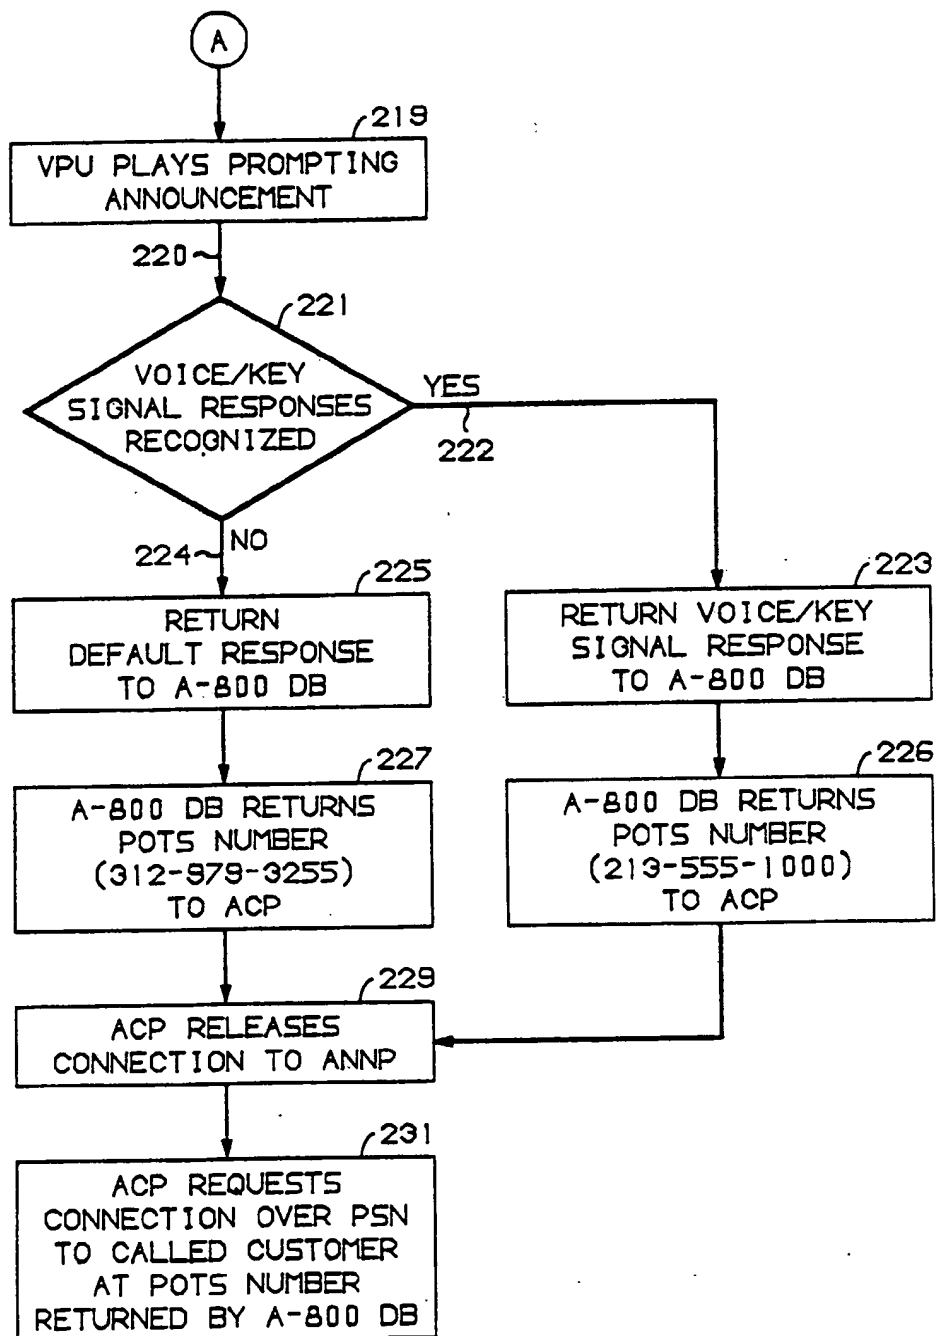 A
219
VPU PLAYS PROMPTING
ANNOUNCEMENT
220
221
VOICE/KEY
SIGNAL RESPONSES
RECOGNIZED
YES
222
NO
224
225
RETURN
DEFAULT RESPONSE
TO A-800 DB
223
RETURN VOICE/KEY
SIGNAL RESPONSE
TO A-800 DB
227
A-800 DB RETURNS
POTS NUMBER
(312-979-3255)
TO ACP
226
A-800 DB RETURNS
POTS NUMBER
(213-555-1000)
TO ACP
229
ACP RELEASES
CONNECTION TO ANNP
231
ACP REQUESTS
CONNECTION OVER PSN
TO CALLED CUSTOMER
AT POTS NUMBER
RETURNED BY A-800 DB